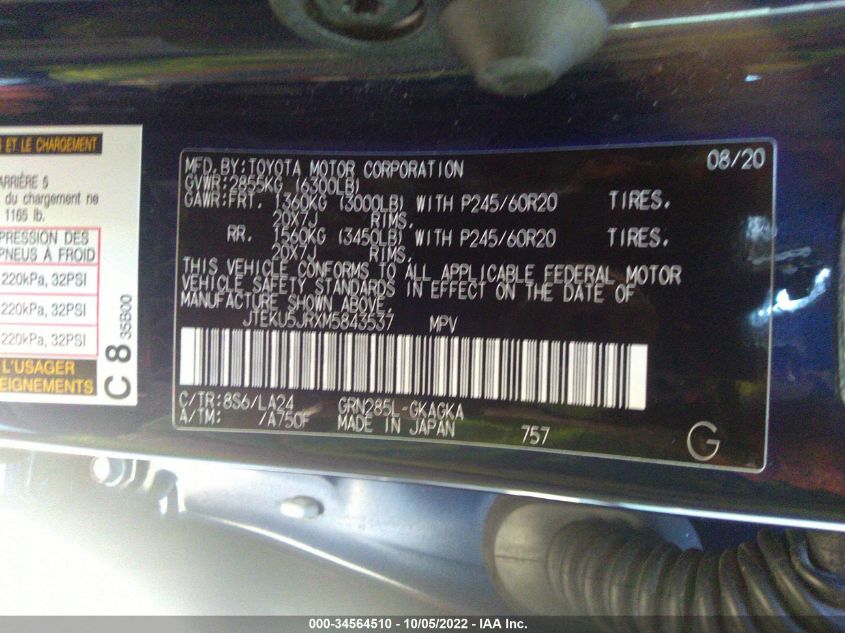 ET LE CHARGEMENT
ARRIÈRE 5
du chargement ne
1165 lb.
PRESSION DES
PNEUS À FROID
220kPa, 32PSI
220kPa, 32PSI
220kPa, 32PSI
L'USAGER
C 8 35B00
08/20
MFD. BY: TOYOTA MOTOR CORPORATION
GVWR: 2855KG (6300LB)
GAWR: FRT. 1360KG (3000LB) WITH P245/60R20 TIRES.
20X7J RIMS.
RR. 1560KG (3450LB) WITH P245/60R20 TIRES.
20X7J RIMS.
THIS VEHICLE CONFORMS TO ALL APPLICABLE FEDERAL MOTOR
VEHICLE SAFETY STANDARDS IN EFFECT ON THE DATE OF
MANUFACTURE SHOWN ABOVE.
JTEKU5JRXM5843537 MPV
C/TR: 8S6/LA24 GRN285L-GKAGKA
A/TM: /A750F MADE IN JAPAN 757
G
000-34564510 - 10/05/2022 - IAA Inc.